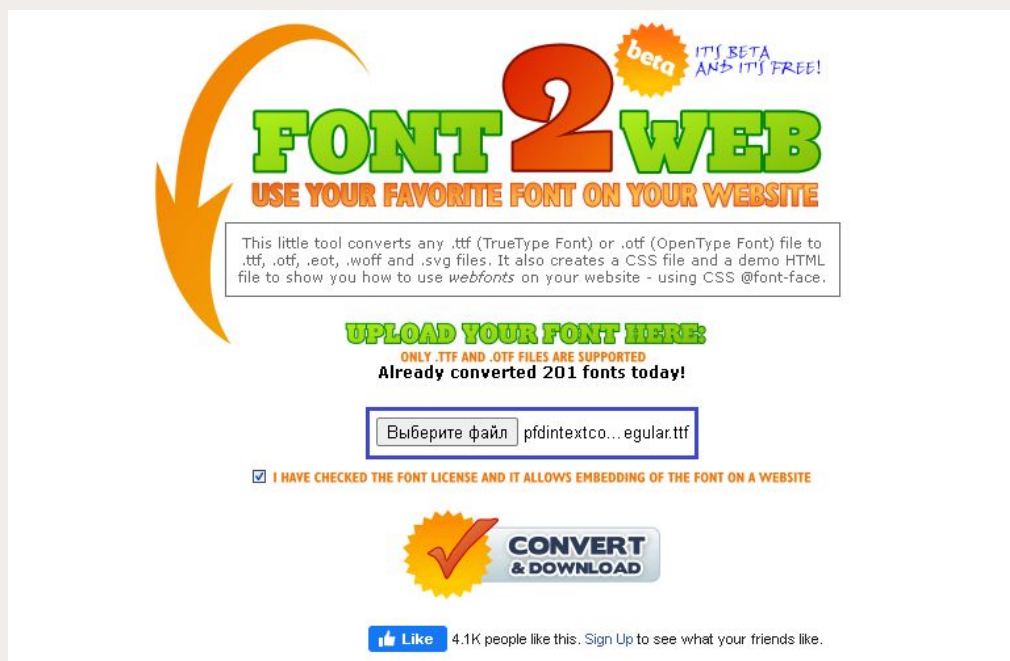 beta
IT'S BETA
AND IT'S FREE!
FONT2WEB
USE YOUR FAVORITE FONT ON YOUR WEBSITE
This little tool converts any .ttf (TrueType Font) or .otf (OpenType Font) file to
.ttf, .otf, .eot, .woff and .svg files. It also creates a CSS file and a demo HTML
file to show you how to use webfonts on your website - using CSS @font-face.
UPLOAD YOUR FONT HERE:
ONLY .TTF AND .OTF FILES ARE SUPPORTED
Already converted 201 fonts today!
Выберите файл pfdintextco...egular.ttf
I HAVE CHECKED THE FONT LICENSE AND IT ALLOWS EMBEDDING OF THE FONT ON A WEBSITE
CONVERT
& DOWNLOAD
Like 4.1K people like this. Sign Up to see what your friends like.